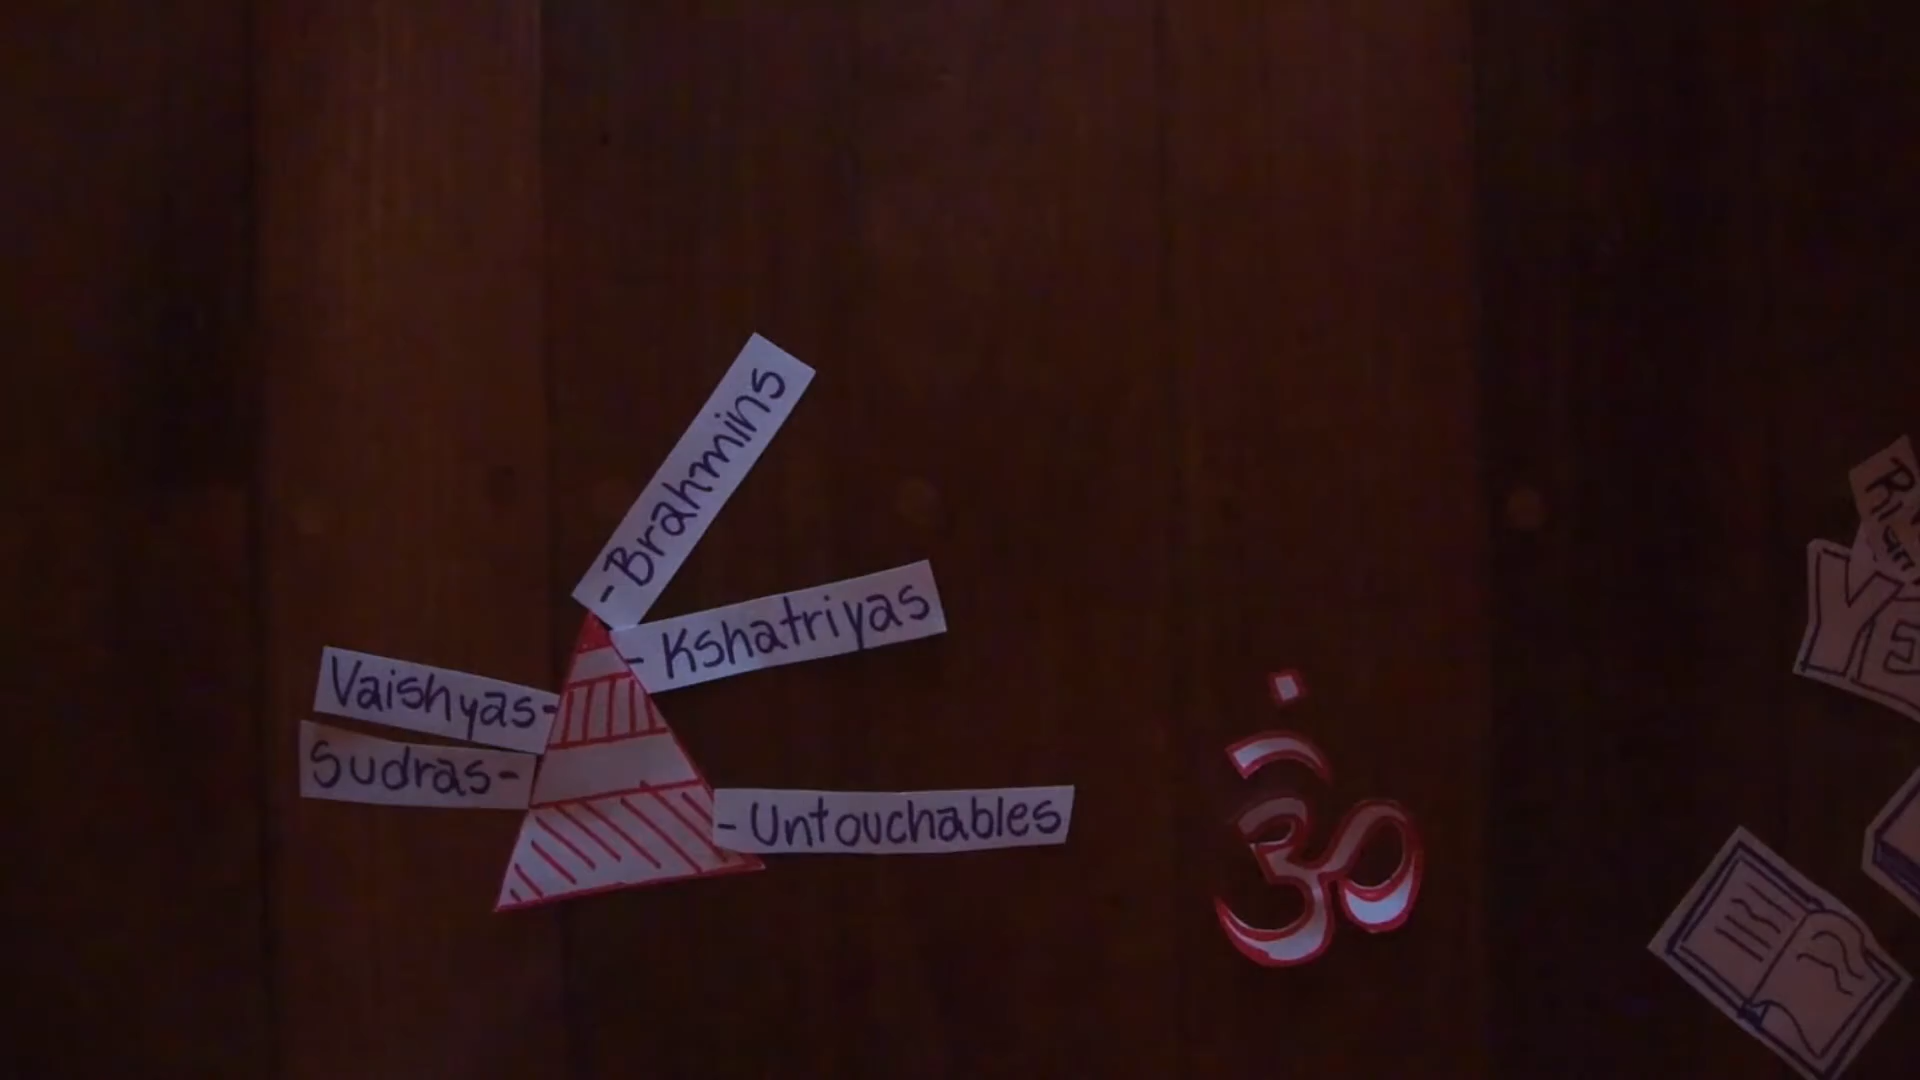 -Brahmins
- Kshatriyas
Vaishyas-
Sudras-
-Untouchables
ॐ